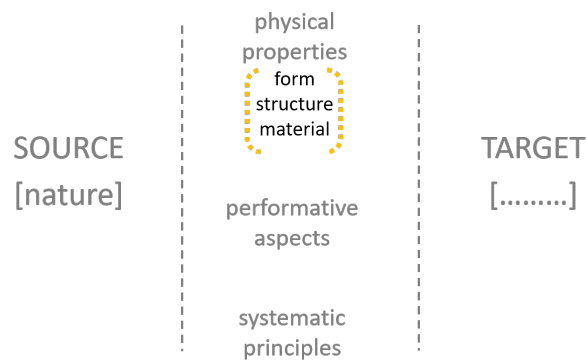 physical
properties
form
structure
material
SOURCE
[nature]
TARGET
[.........]
performative
aspects
systematic
principles